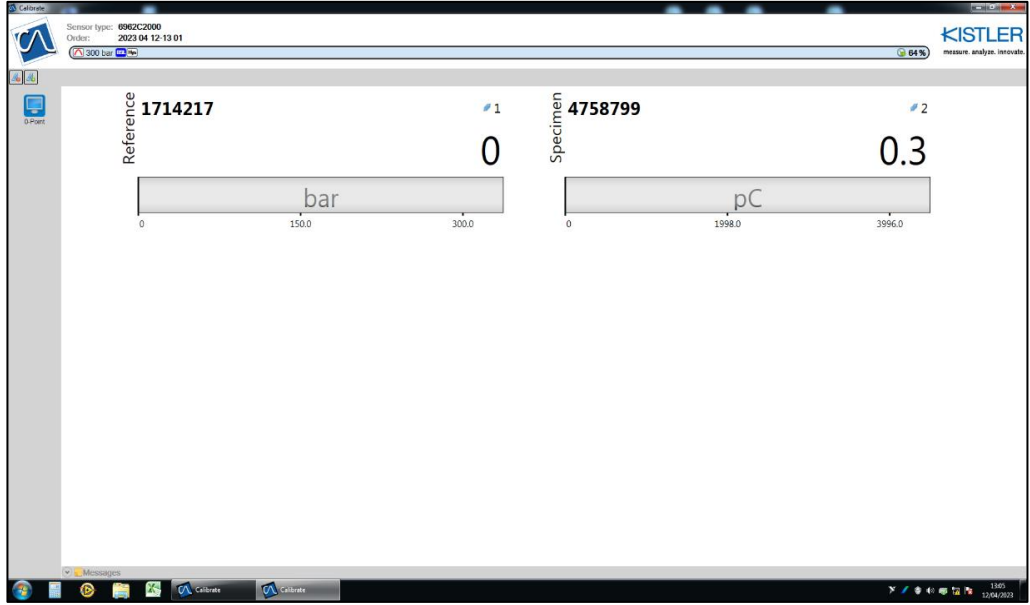 Calibrate
Sensor type: 6962C2000
Order: 2023 04 12-13 01
KISTLER
measure. analyze. innovate.
300 bar
64 %
0-Point
Reference
1714217
1
0
bar
0 150.0 300.0
Specimen
4758799
2
0.3
pC
0 1998.0 3996.0
Messages
Calibrate
Calibrate
13:05
12/04/2023